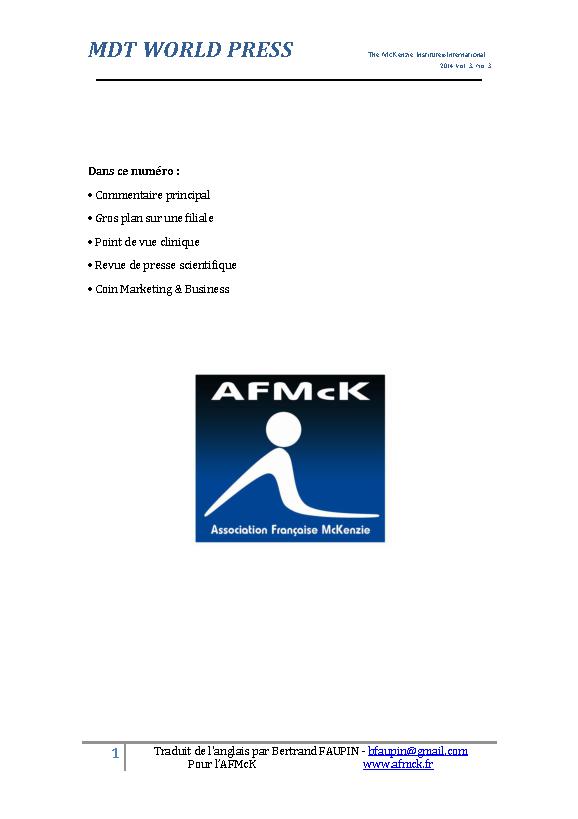 MDT WORLD PRESS
The McKenzie Institute International
2014 Vol. 3, No. 3
Dans ce numéro :
• Commentaire principal
• Gros plan sur une filiale
• Point de vue clinique
• Revue de presse scientifique
• Coin Marketing & Business
AFMcK
Association Française McKenzie
1
Traduit de l'anglais par Bertrand FAUPIN - bfaupin@gmail.com
Pour l'AFMcK www.afmck.fr